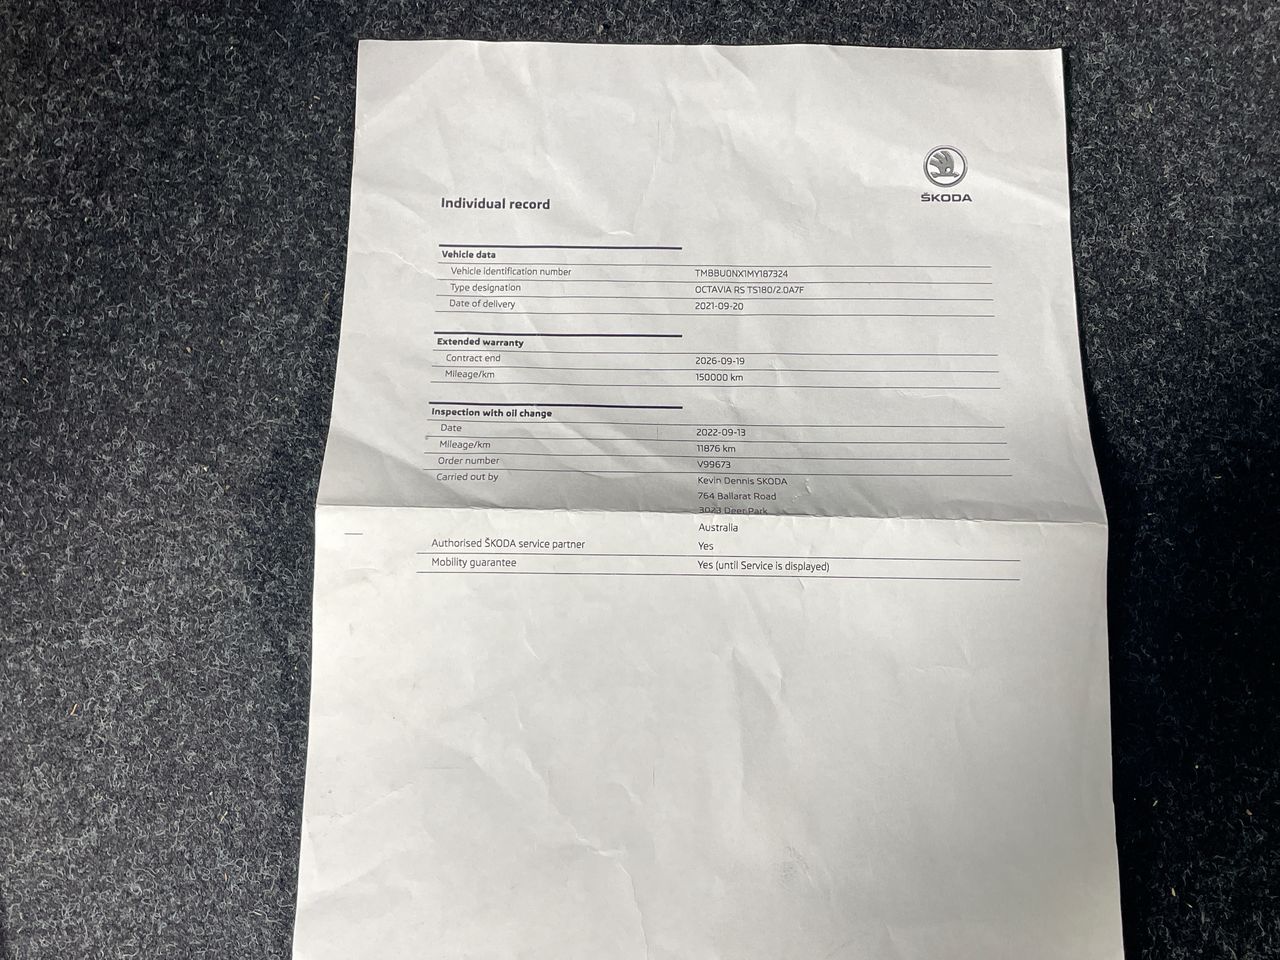 ŠKODA
Individual record
Vehicle data
Vehicle identification number TMBBU0NX1MY187324
Type designation OCTAVIA RS TS180/2.0A7F
Date of delivery 2021-09-20
Extended warranty
Contract end 2026-09-19
Mileage/km 150000 km
Inspection with oil change
Date 2022-09-13
Mileage/km 11876 km
Order number V99673
Carried out by Kevin Dennis SKODA
764 Ballarat Road
3023 Deer Park
Australia
Authorised ŠKODA service partner Yes
Mobility guarantee Yes (until Service is displayed)